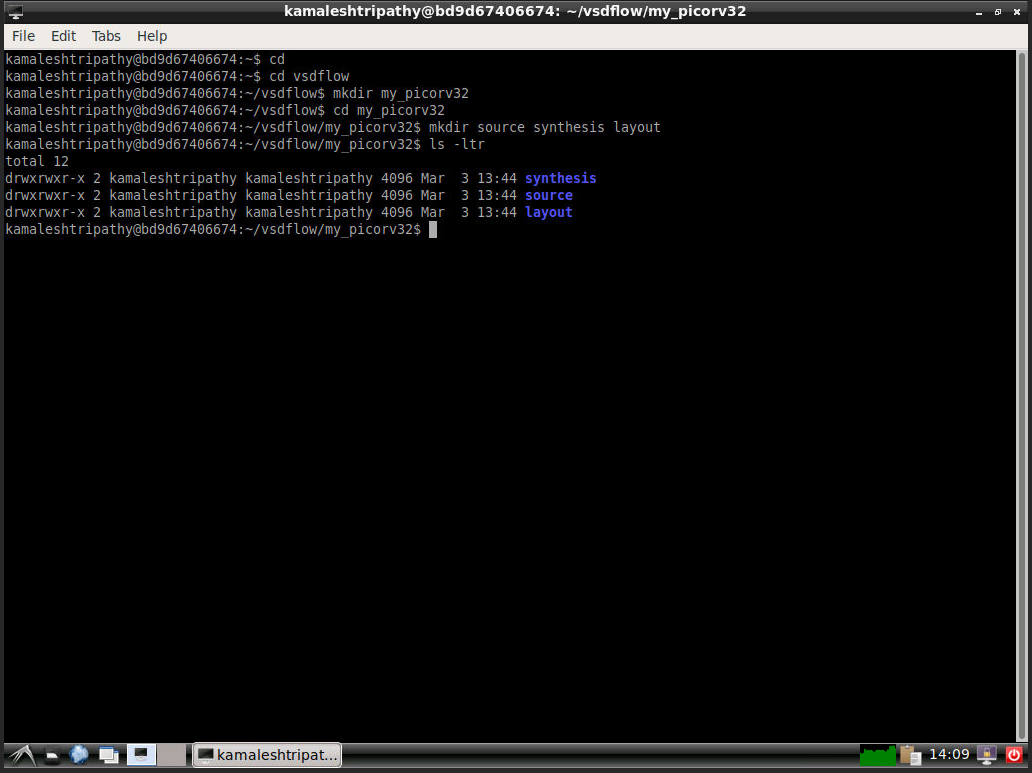 kamaleshtripathy@bd9d67406674: ~/vsdflow/my_picorv32
File Edit Tabs Help
kamaleshtripathy@bd9d67406674:~$ cd
kamaleshtripathy@bd9d67406674:~$ cd vsdflow
kamaleshtripathy@bd9d67406674:~/vsdflow$ mkdir my_picorv32
kamaleshtripathy@bd9d67406674:~/vsdflow$ cd my_picorv32
kamaleshtripathy@bd9d67406674:~/vsdflow/my_picorv32$ mkdir source synthesis layout
kamaleshtripathy@bd9d67406674:~/vsdflow/my_picorv32$ ls -ltr
total 12
drwxrwxr-x 2 kamaleshtripathy kamaleshtripathy 4096 Mar  3 13:44 synthesis
drwxrwxr-x 2 kamaleshtripathy kamaleshtripathy 4096 Mar  3 13:44 source
drwxrwxr-x 2 kamaleshtripathy kamaleshtripathy 4096 Mar  3 13:44 layout
kamaleshtripathy@bd9d67406674:~/vsdflow/my_picorv32$
kamaleshtripat... 14:09